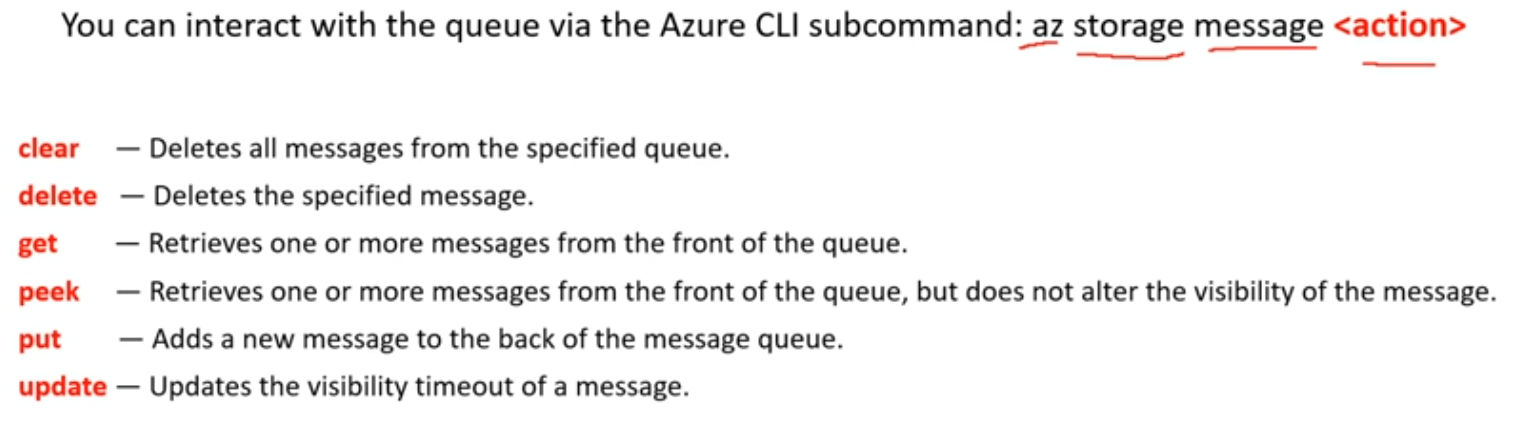 You can interact with the queue via the Azure CLI subcommand: az storage message <action>
clear — Deletes all messages from the specified queue.
delete — Deletes the specified message.
get — Retrieves one or more messages from the front of the queue.
peek — Retrieves one or more messages from the front of the queue, but does not alter the visibility of the message.
put — Adds a new message to the back of the message queue.
update — Updates the visibility timeout of a message.